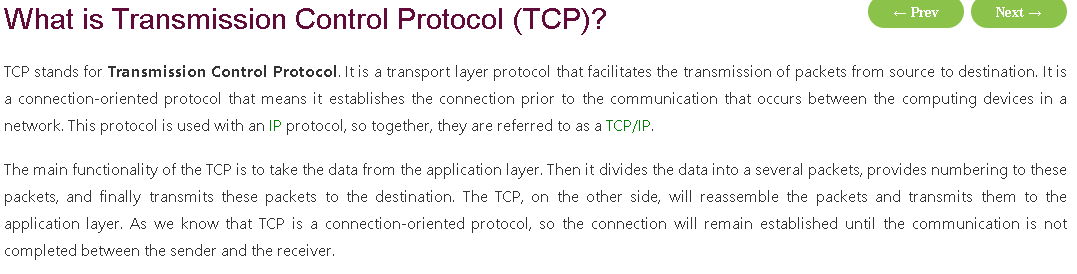 What is Transmission Control Protocol (TCP)?
← Prev
Next →
TCP stands for Transmission Control Protocol. It is a transport layer protocol that facilitates the transmission of packets from source to destination. It is
a connection-oriented protocol that means it establishes the connection prior to the communication that occurs between the computing devices in a
network. This protocol is used with an IP protocol, so together, they are referred to as a TCP/IP.
The main functionality of the TCP is to take the data from the application layer. Then it divides the data into a several packets, provides numbering to these
packets, and finally transmits these packets to the destination. The TCP, on the other side, will reassemble the packets and transmits them to the
application layer. As we know that TCP is a connection-oriented protocol, so the connection will remain established until the communication is not
completed between the sender and the receiver.